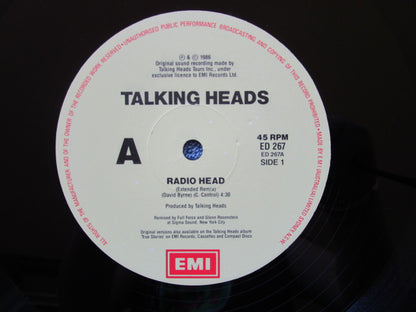 ALL RIGHTS OF THE MANUFACTURER AND OF THE OWNER OF THE RECORDED WORK RESERVED • UNAUTHORISED PUBLIC PERFORMANCE BROADCASTING AND COPYING OF THIS RECORD PROHIBITED • MADE BY EMI (AUSTRALIA) LIMITED SYDNEY N.S.W.
℗ & © 1986
Original sound recording made by
Talking Heads Tours Inc., under
exclusive licence to EMI Records Ltd.
TALKING HEADS
A
45 RPM
ED 267
ED 267A
SIDE 1
RADIO HEAD
(Extended Remix)
(David Byrne) (C. Control) 4:30
Produced by Talking Heads
Remixed by Full Force and Glenn Rosenstein
at Sigma Sound, New York City
Original versions also available on the Talking Heads album
'True Stories' on EMI Records, Cassettes and Compact Discs
EMI